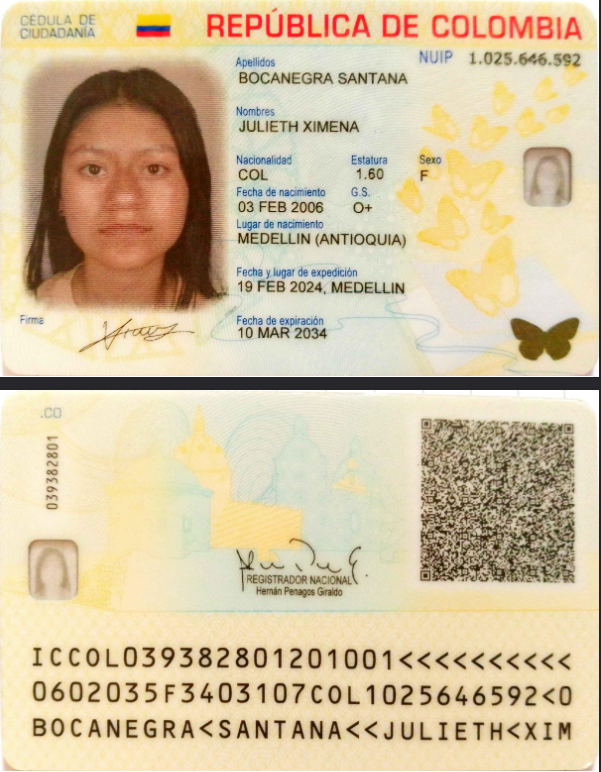 CÉDULA DE
CIUDADANÍA
REPÚBLICA DE COLOMBIA
NUIP 1.025.646.592
Apellidos
BOCANEGRA SANTANA
Nombres
JULIETH XIMENA
Nacionalidad Estatura Sexo
COL 1.60 F
Fecha de nacimiento G.S.
03 FEB 2006 O+
Lugar de nacimiento
MEDELLIN (ANTIOQUIA)
Fecha y lugar de expedición
19 FEB 2024, MEDELLIN
Firma
Fecha de expiración
10 MAR 2034
.CO
039382801
REGISTRADOR NACIONAL
Hernán Penagos Giraldo
ICCOL039382801201001<<<<<<<<<<
0602035F3403107COL1025646592<0
BOCANEGRA<SANTANA<<JULIETH<XIM